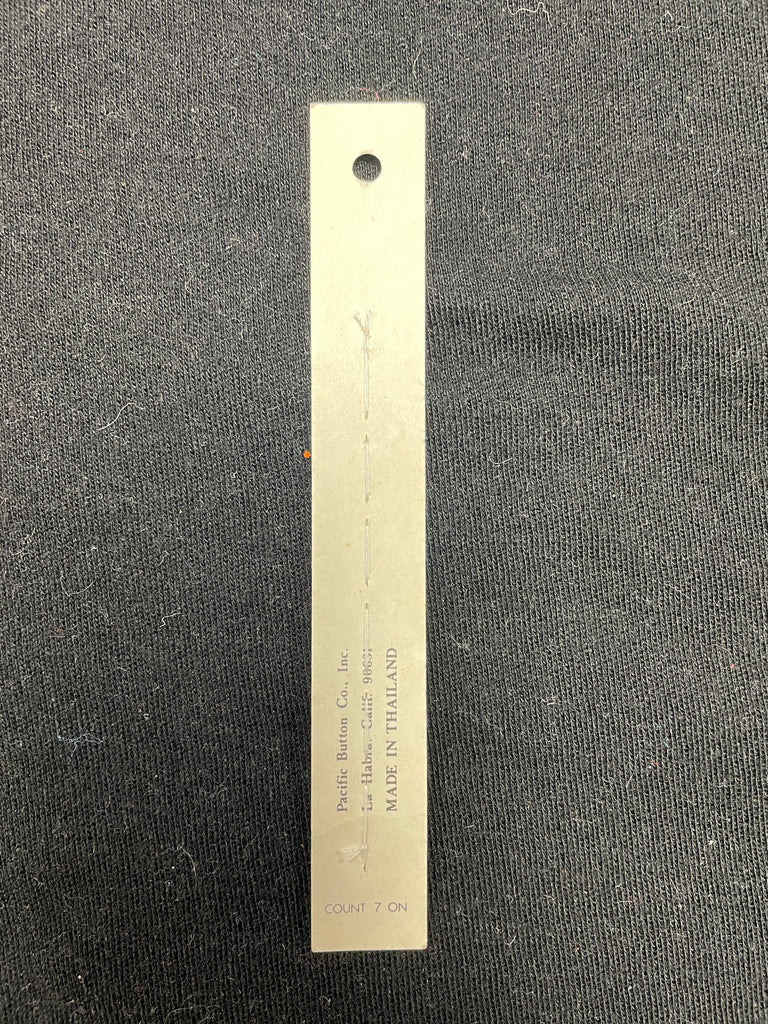 Pacific Button Co., Inc.
La Habra. Calif. 90631
MADE IN THAILAND
COUNT 7 ON